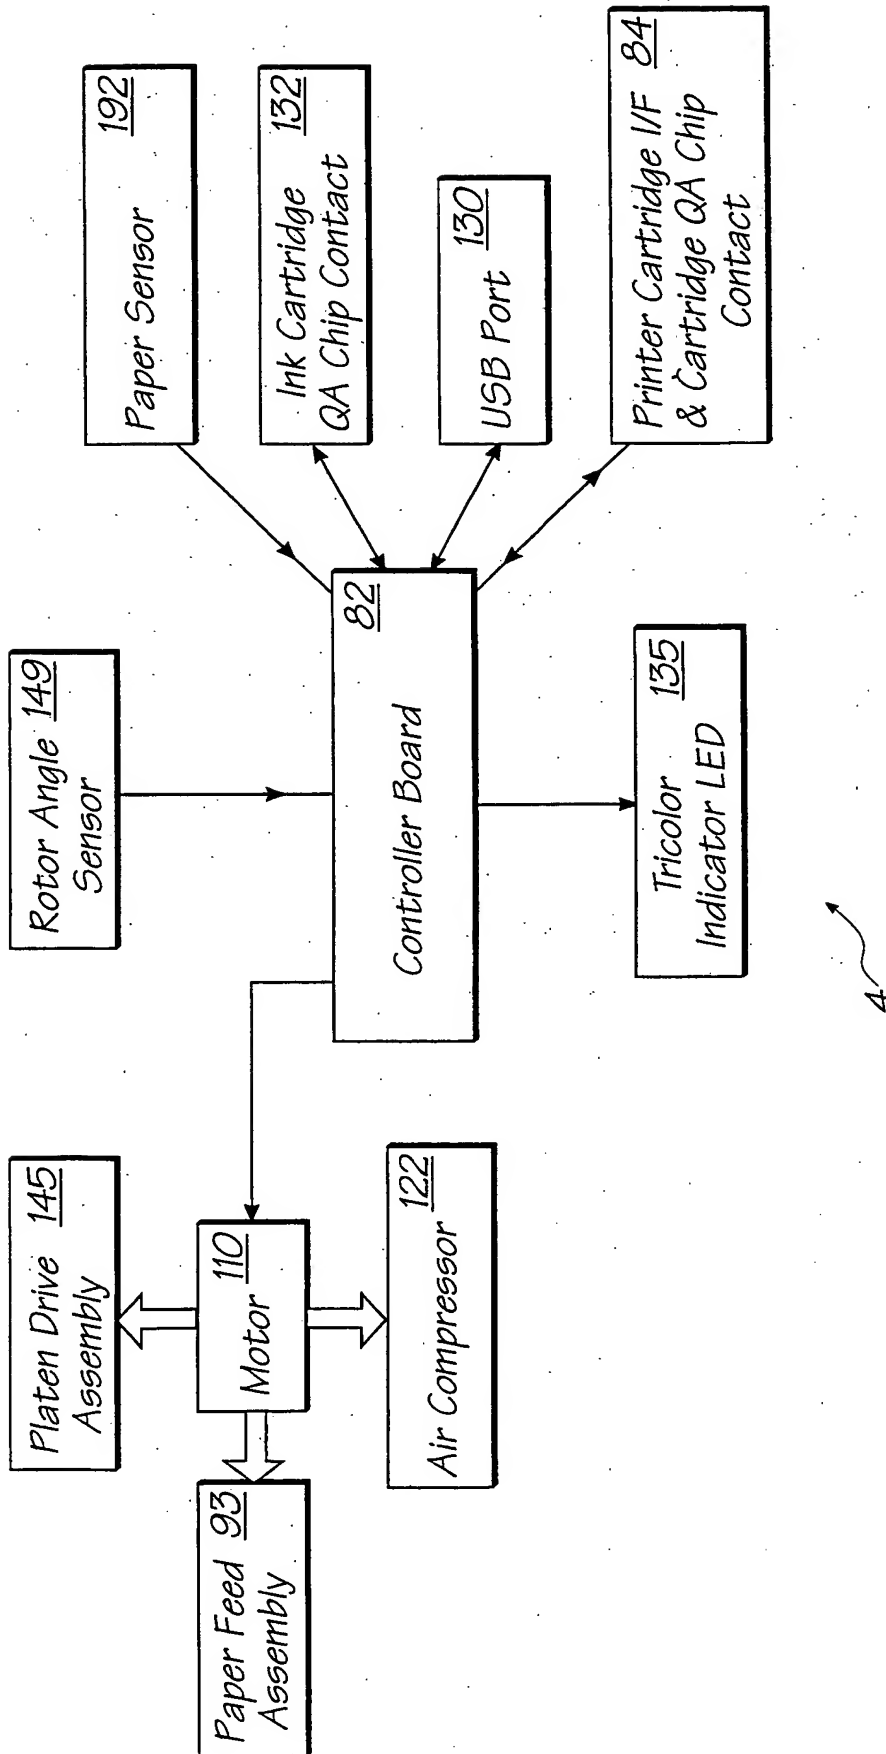 Platen Drive 145
Assembly
Rotor Angle 149
Sensor
Paper Sensor 192
Paper Feed 93
Assembly
Motor 110
Ink Cartridge 132
QA Chip Contact
Air Compressor 122
Controller Board 82
USB Port 130
Tricolor 135
Indicator LED
Printer Cartridge I/F 84
& Cartridge QA Chip
Contact
4